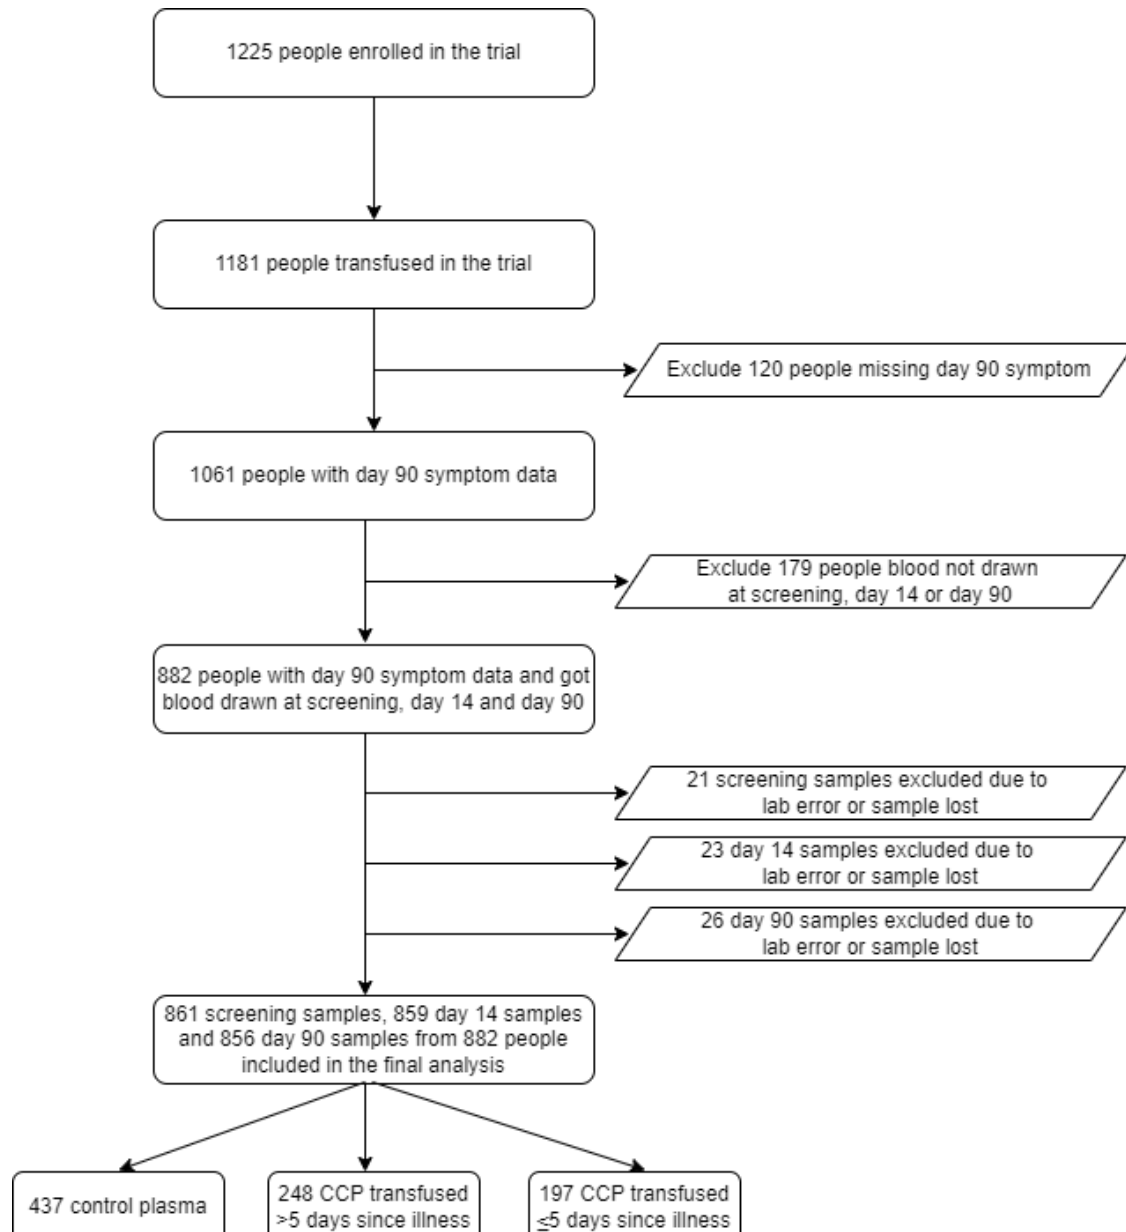 1225 people enrolled in the trial
1181 people transfused in the trial
Exclude 120 people missing day 90 symptom
1061 people with day 90 symptom data
Exclude 179 people blood not drawn
at screening, day 14 or day 90
882 people with day 90 symptom data and got
blood drawn at screening, day 14 and day 90
21 screening samples excluded due to
lab error or sample lost
23 day 14 samples excluded due to
lab error or sample lost
26 day 90 samples excluded due to
lab error or sample lost
861 screening samples, 859 day 14 samples
and 856 day 90 samples from 882 people
included in the final analysis
437 control plasma
248 CCP transfused
>5 days since illness
197 CCP transfused
≤5 days since illness